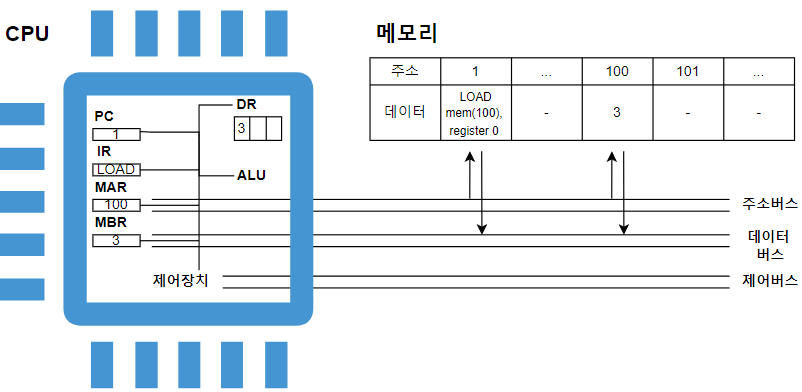 CPU
메모리
주소 1 ... 100 101 ...
데이터 LOAD mem(100), register 0 - 3 - -
PC
1
IR
LOAD
MAR
100
MBR
3
DR
3
ALU
제어장치
주소버스
데이터
버스
제어버스